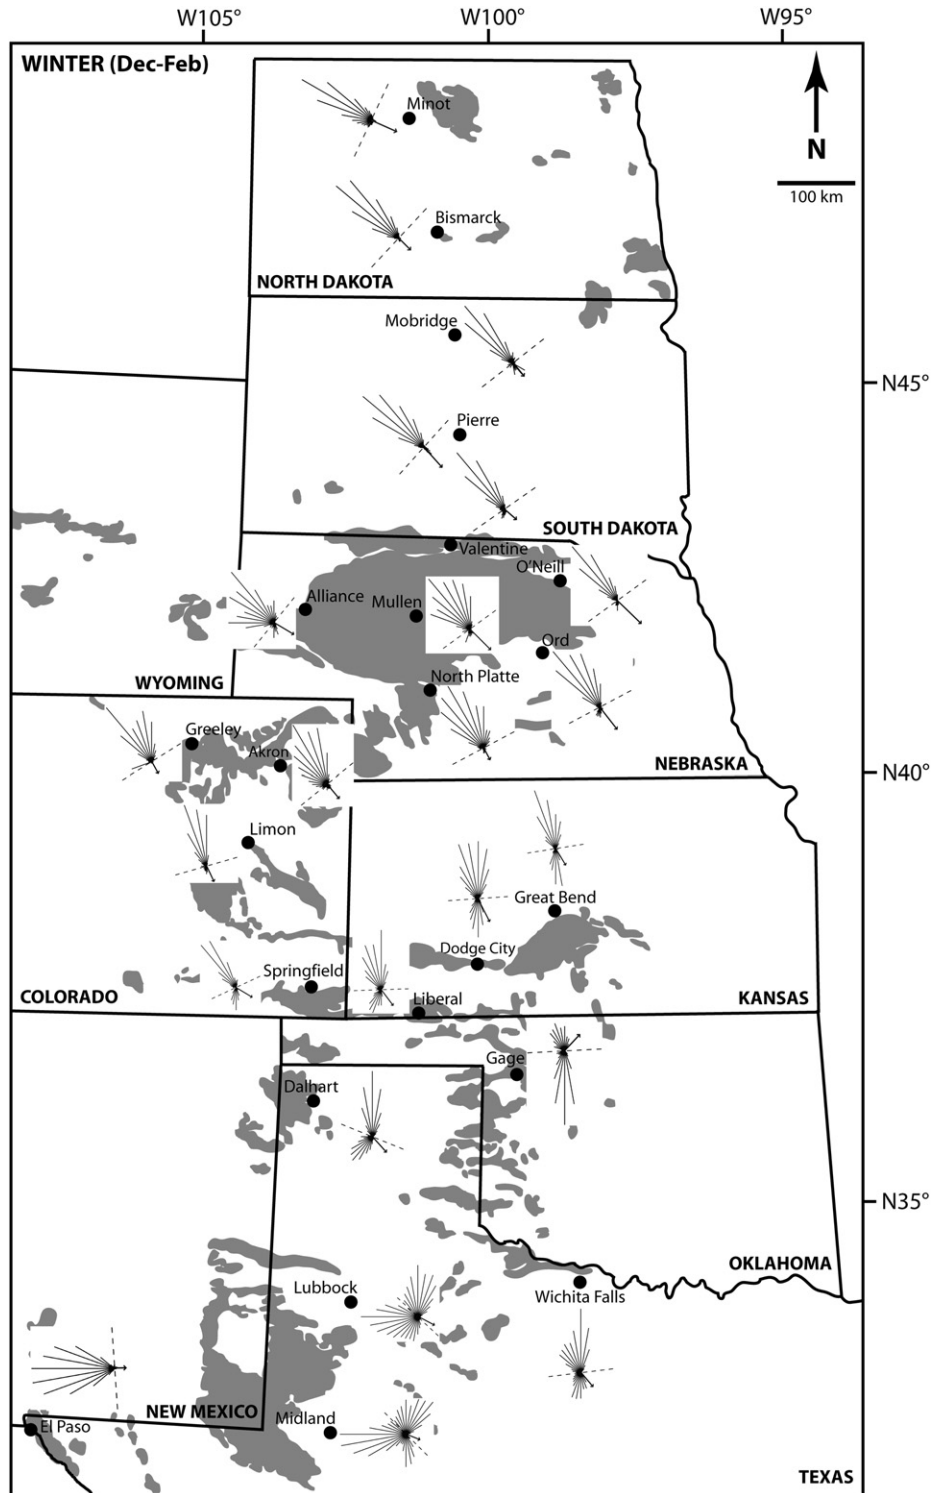 W105°
W100°
W95°
WINTER (Dec-Feb)
N
100 km
Minot
Bismarck
NORTH DAKOTA
Mobridge
N45°
Pierre
SOUTH DAKOTA
Valentine
O'Neill
Alliance
Mullen
Ord
North Platte
WYOMING
Greeley
Akron
NEBRASKA
N40°
Limon
Great Bend
Dodge City
Springfield
Liberal
COLORADO
KANSAS
Gage
Dalhart
N35°
OKLAHOMA
Lubbock
Wichita Falls
NEW MEXICO
Midland
El Paso
TEXAS